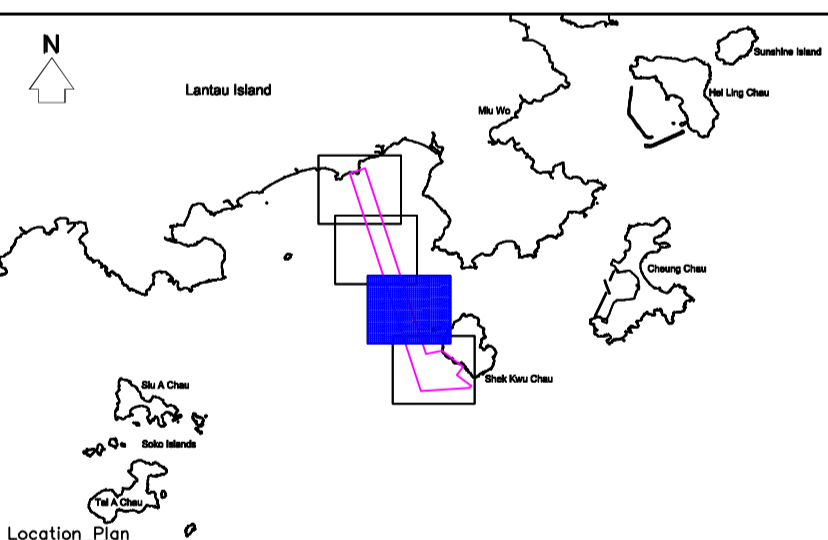 N
Sunshine Island
Lantau Island
Hei Ling Chau
Mui Wo
Cheung Chau
Shek Kwu Chau
Siu A Chau
Soko Islands
Tai A Chau
Location Plan